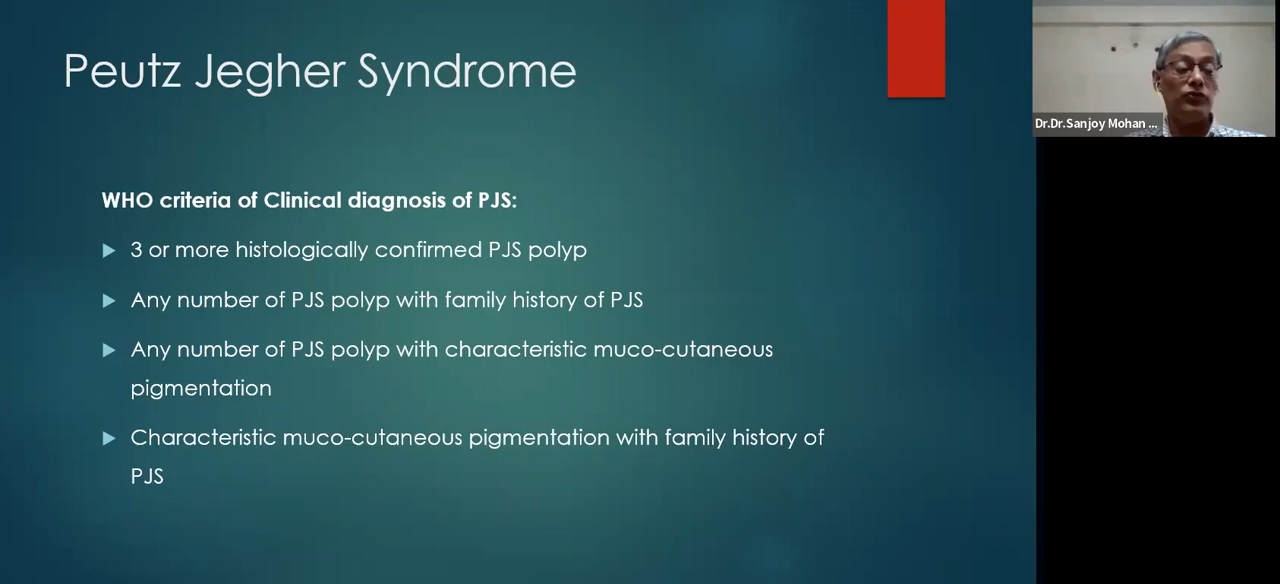 Peutz Jegher Syndrome
Dr.Dr.Sanjoy Mohan ...
WHO criteria of Clinical diagnosis of PJS:
3 or more histologically confirmed PJS polyp
Any number of PJS polyp with family history of PJS
Any number of PJS polyp with characteristic muco-cutaneous
pigmentation
Characteristic muco-cutaneous pigmentation with family history of
PJS